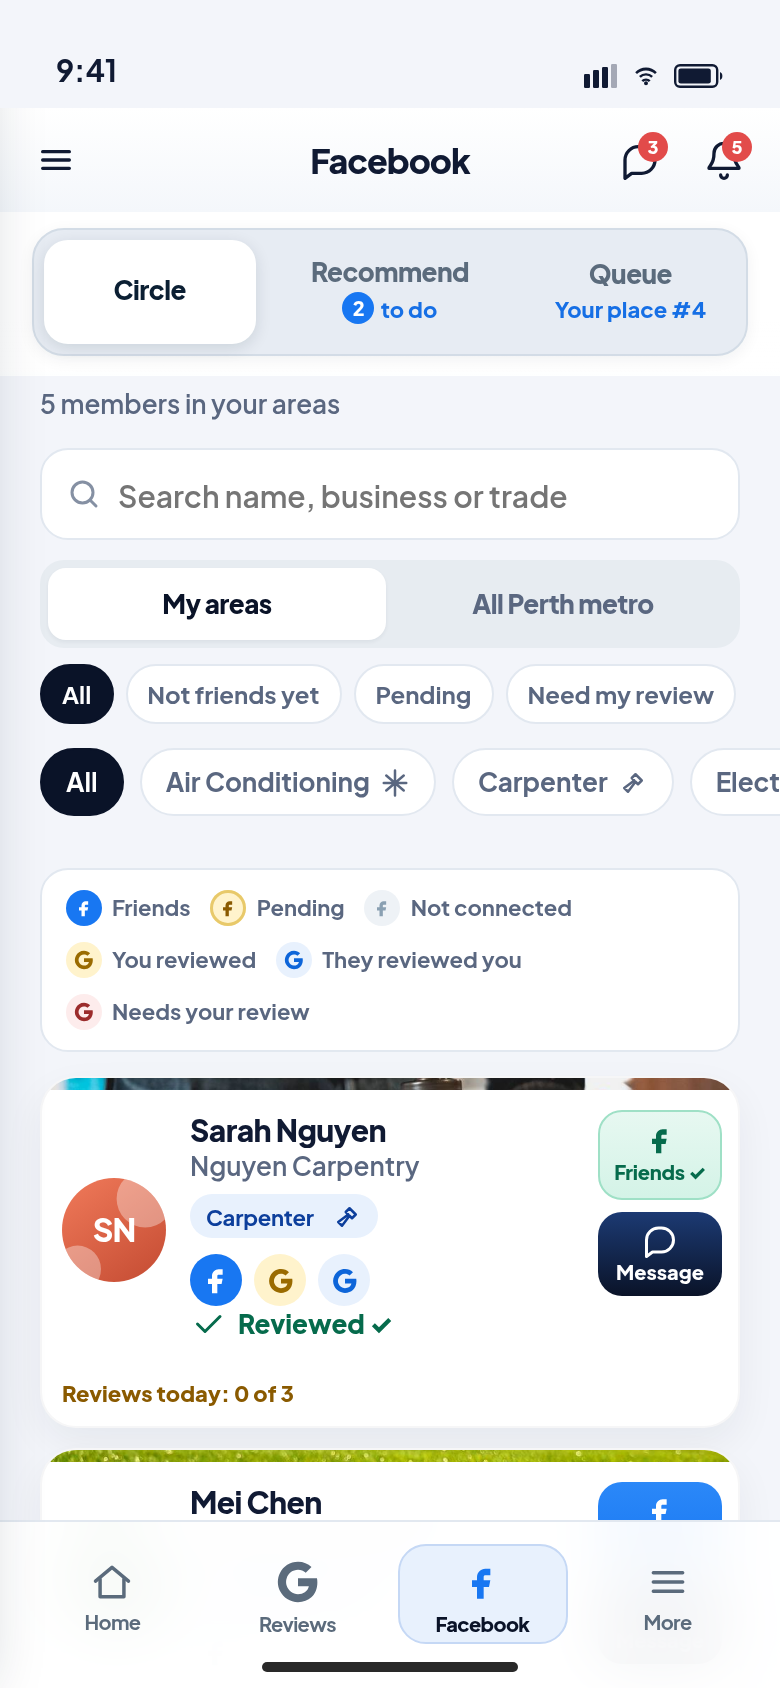 9:41
Facebook
3
5
Circle
Recommend
2 to do
Queue
Your place #4
5 members in your areas
Search name, business or trade
My areas
All Perth metro
All
Not friends yet
Pending
Need my review
All
Air Conditioning
Carpenter
Elect
Friends
Pending
Not connected
You reviewed
They reviewed you
Needs your review
SN
Sarah Nguyen
Nguyen Carpentry
Carpenter
Reviewed ✓
Friends ✓
Message
Reviews today: 0 of 3
Mei Chen
Home
Reviews
Facebook
More